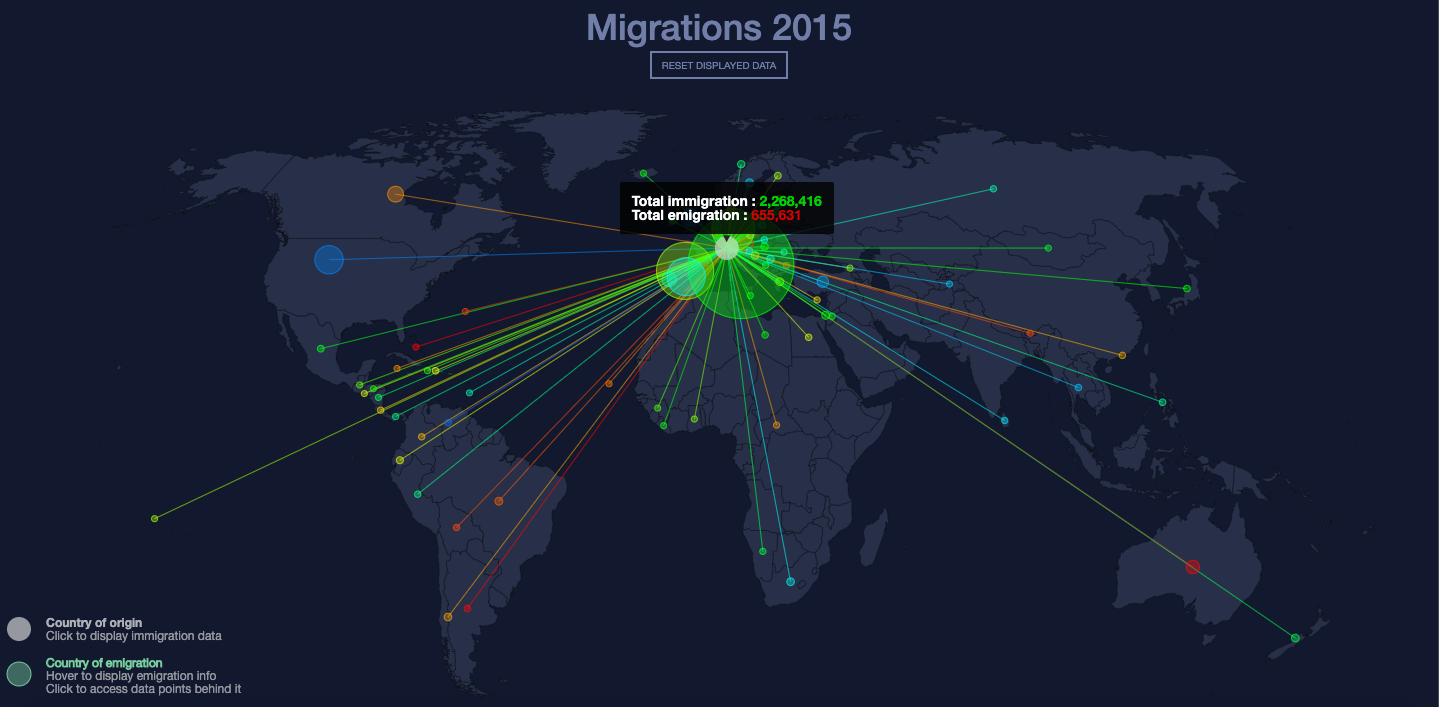 Migrations 2015
RESET DISPLAYED DATA
Total immigration : 2,268,416
Total emigration : 655,631
Country of origin
Click to display immigration data
Country of emigration
Hover to display emigration info
Click to access data points behind it